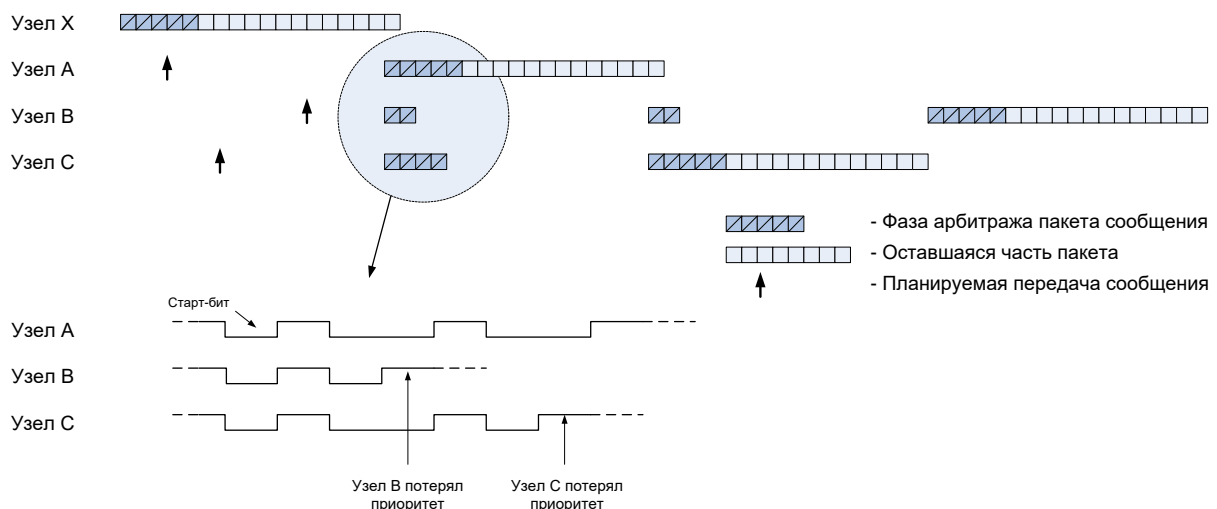 Узел X
Узел A
Узел B
Узел C
- Фаза арбитража пакета сообщения
- Оставшаяся часть пакета
- Планируемая передача сообщения
Старт-бит
Узел A
Узел B
Узел C
Узел B потерял
приоритет
Узел C потерял
приоритет